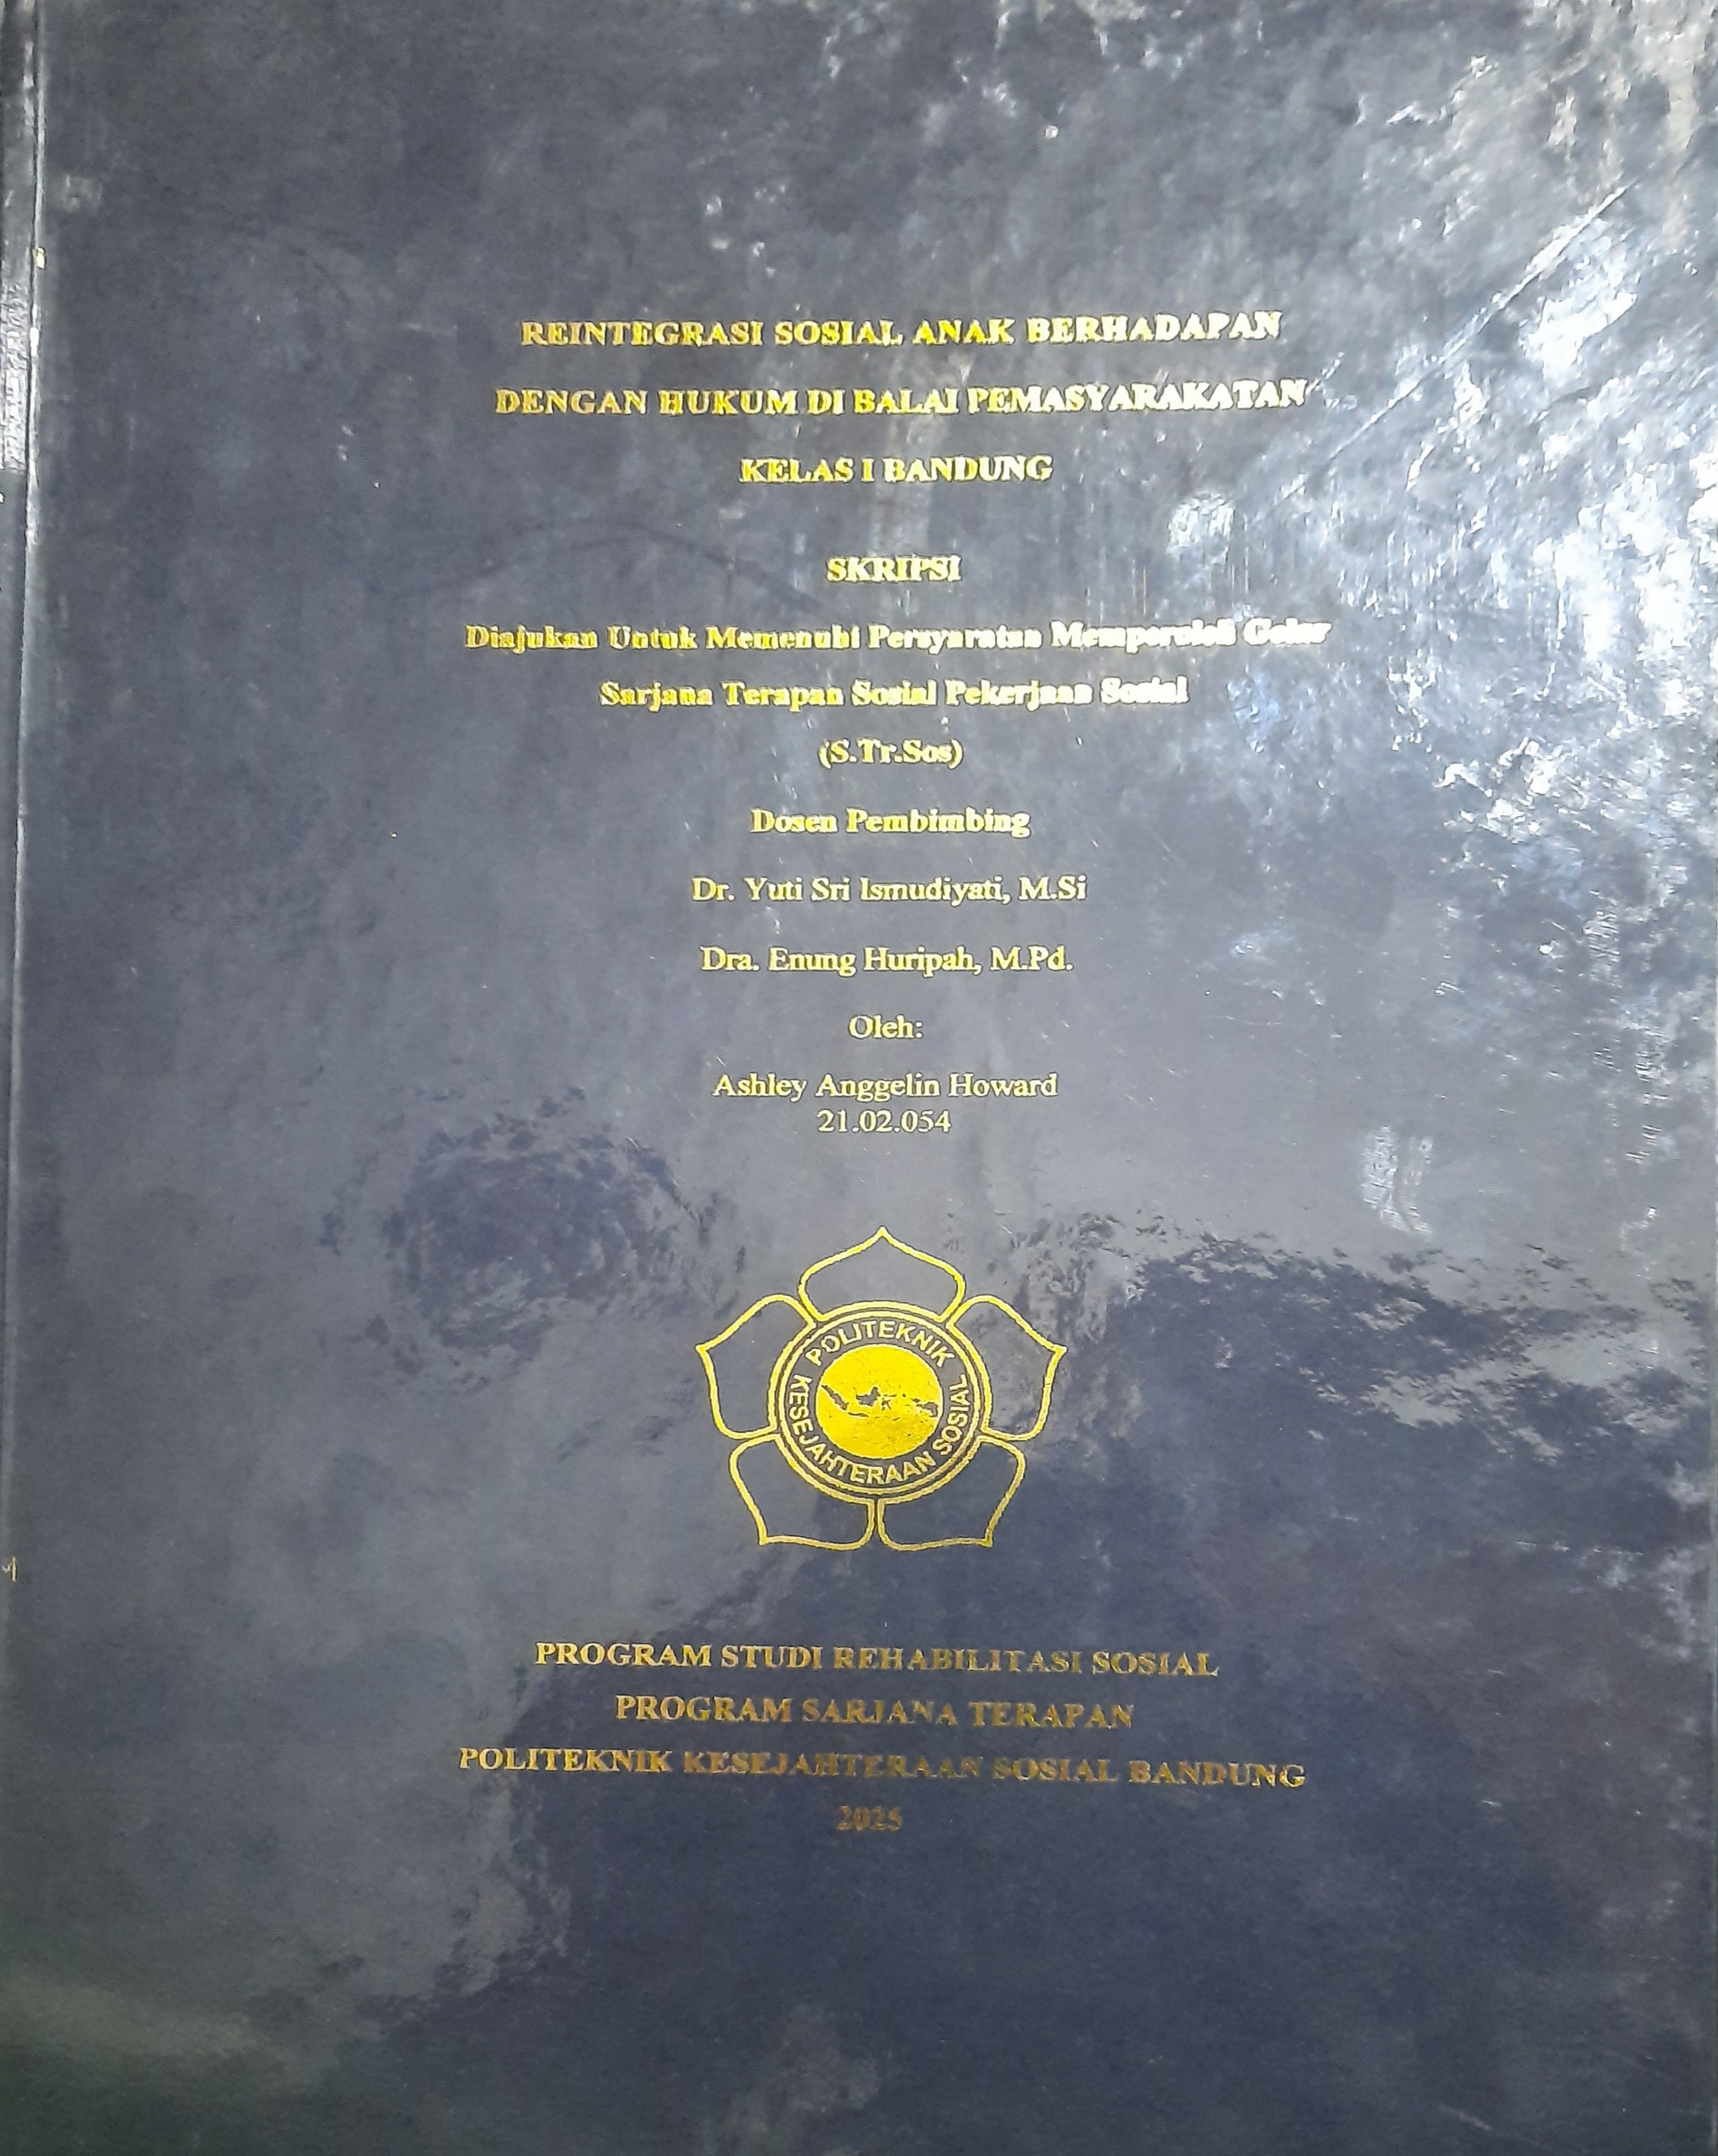 REINTEGRASI SOSIAL ANAK BERHADAPAN
DENGAN HUKUM DI BALAI PEMASYARAKATAN
KELAS I BANDUNG
SKRIPSI
Diajukan Untuk Memenuhi Persyaratan Memperoleh Gelar
Sarjana Terapan Sosial Pekerjaan Sosial
(S.Tr.Sos)
Dosen Pembimbing
Dr. Yuti Sri Ismudiyati, M.Si
Dra. Enung Huripah, M.Pd.
Oleh:
Ashley Anggelin Howard
21.02.054
POLITEKNIK
KESEJAHTERAAN SOSIAL
PROGRAM STUDI REHABILITASI SOSIAL
PROGRAM SARJANA TERAPAN
POLITEKNIK KESEJAHTERAAN SOSIAL BANDUNG
2025